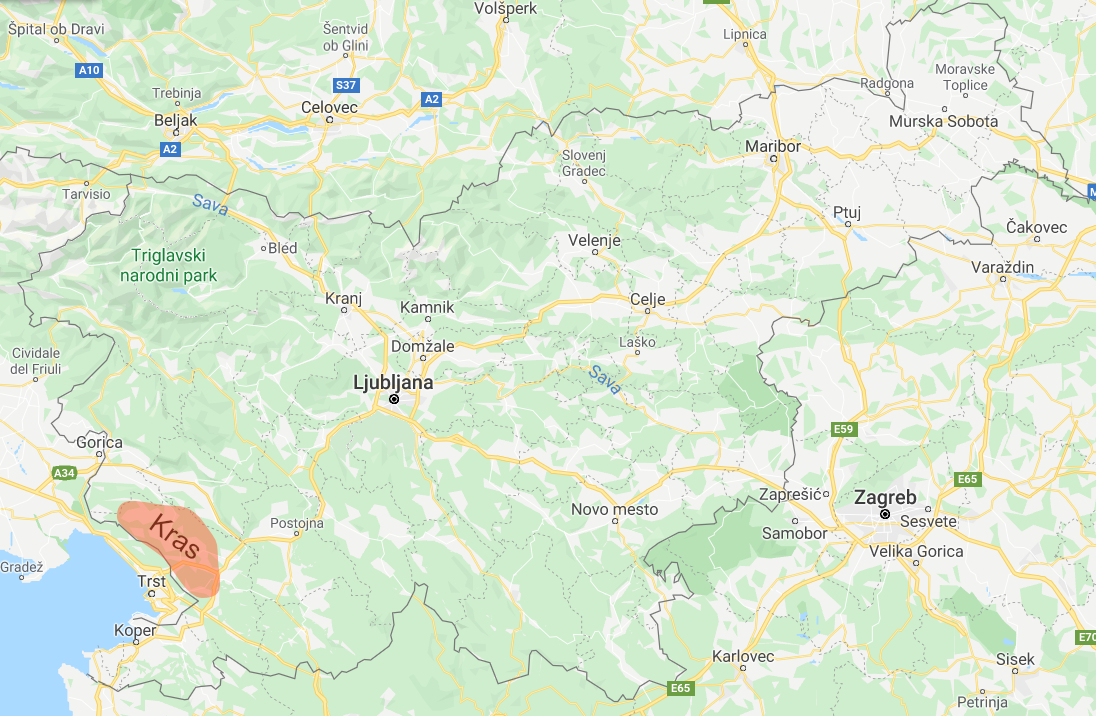 Volšperk
Špital ob Dravi
Šentvid
ob Glini
Lipnica
A10
S37
A2
Trebinja
Celovec
Beljak
A2
Radgona
Moravske
Toplice
Murska Sobota
Maribor
Slovenj
Gradec
Tarvisio
Sava
Ptuj
Čakovec
Velenje
Bled
Triglavski
narodni park
Varaždin
Kranj
Kamnik
Celje
Domžale
Laško
Cividale
del Friuli
Ljubljana
Sava
E59
Gorica
A34
E65
Zaprešić
Zagreb
Novo mesto
Kras
Postojna
Sesvete
Samobor
Velika Gorica
Gradež
Trst
Koper
E70
Karlovec
Sisek
E65
Petrinja